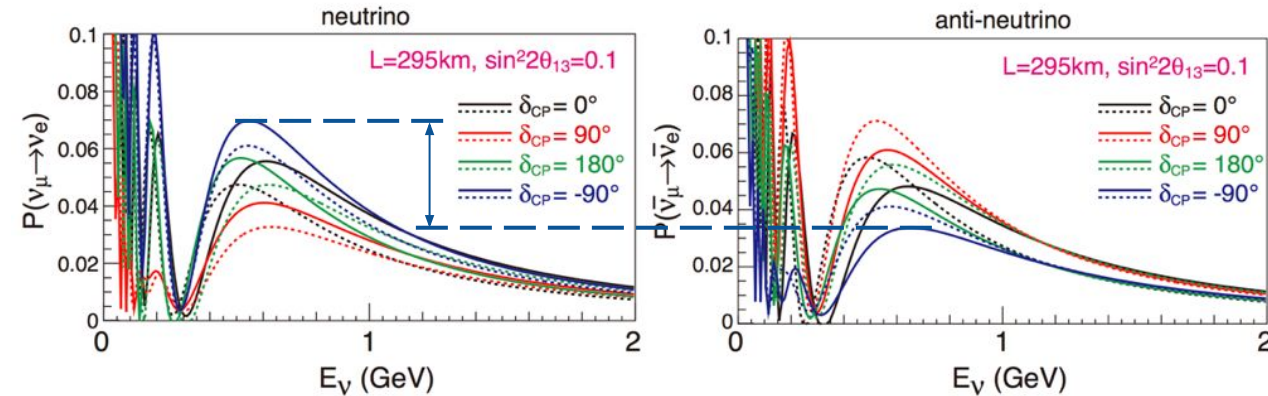 neutrino
P(νμ→νe)
0.1
0.08
0.06
0.04
0.02
0
L=295km, sin²2θ13=0.1
δCP = 0°
δCP = 90°
δCP = 180°
δCP = -90°
0
1
2
Eν (GeV)
anti-neutrino
P(ν̅μ→ν̅e)
0.1
0.08
0.06
0.04
0.02
0
L=295km, sin²2θ13=0.1
δCP = 0°
δCP = 90°
δCP = 180°
δCP = -90°
0
1
2
Eν (GeV)